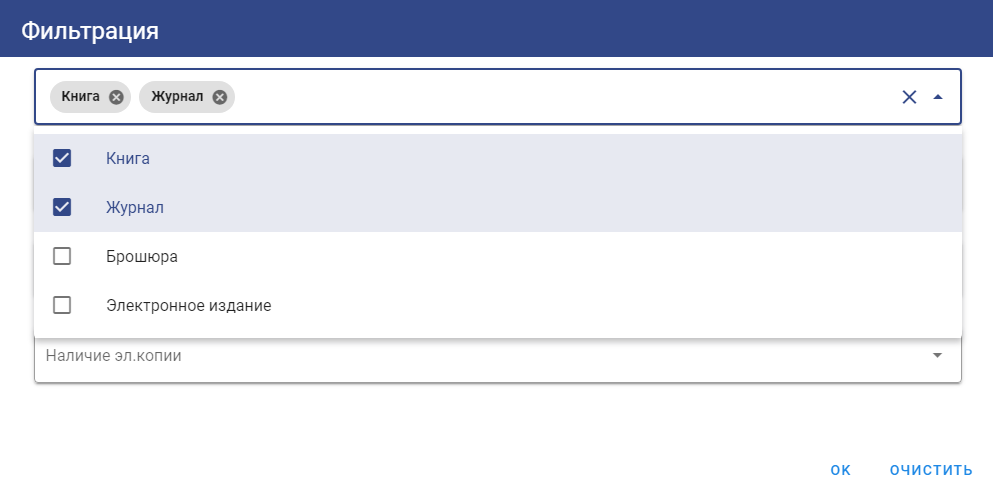 Фильтрация
Книга Журнал
Книга
Журнал
Брошюра
Электронное издание
Наличие эл.копии
ОК ОЧИСТИТЬ